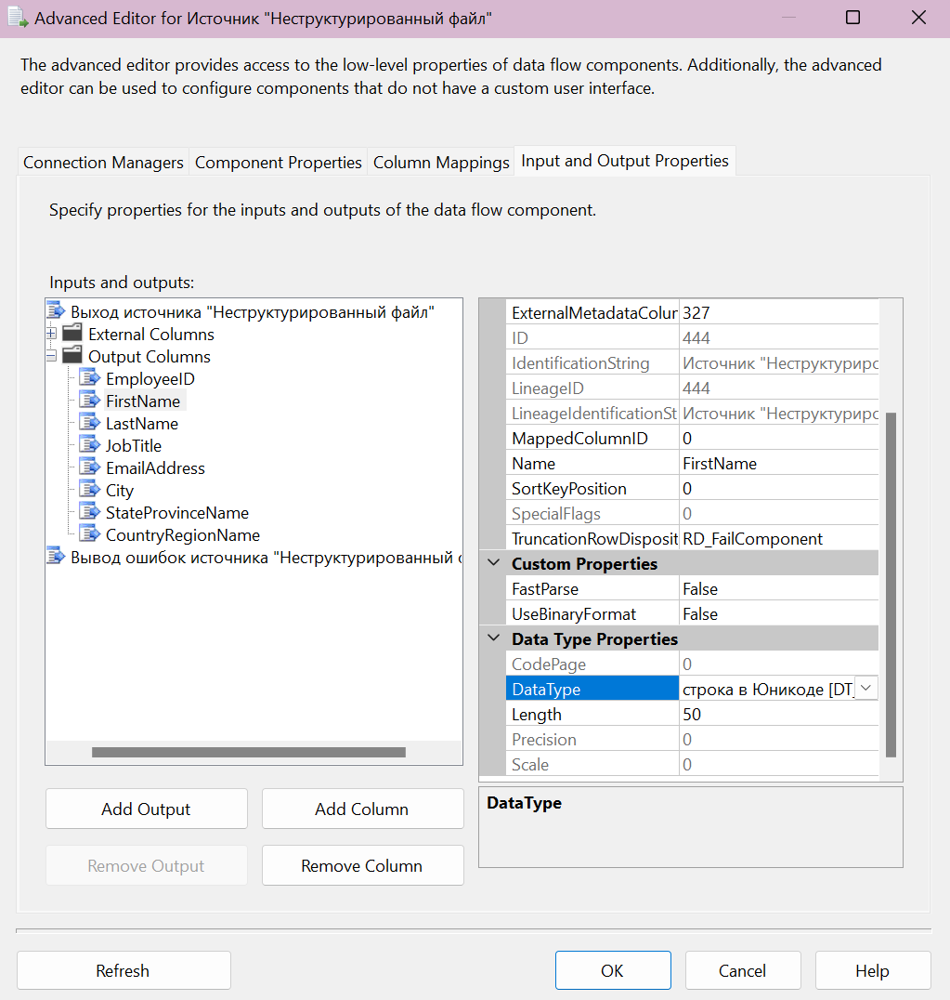 Advanced Editor for Источник "Неструктурированный файл"
The advanced editor provides access to the low-level properties of data flow components. Additionally, the advanced
editor can be used to configure components that do not have a custom user interface.
Connection Managers Component Properties Column Mappings Input and Output Properties
Specify properties for the inputs and outputs of the data flow component.
Inputs and outputs:
Выход источника "Неструктурированный файл"
External Columns
Output Columns
EmployeeID
FirstName
LastName
JobTitle
EmailAddress
City
StateProvinceName
CountryRegionName
Вывод ошибок источника "Неструктурированный
ExternalMetadataColur 327
ID 444
IdentificationString Источник "Неструктурирс
LineageID 444
LineageIdentificationSt Источник "Неструктурирс
MappedColumnID 0
Name FirstName
SortKeyPosition 0
SpecialFlags 0
TruncationRowDisposit RD_FailComponent
Custom Properties
FastParse False
UseBinaryFormat False
Data Type Properties
CodePage 0
DataType строка в Юникоде [DT_
Length 50
Precision 0
Scale 0
Add Output Add Column
Remove Output Remove Column
DataType
Refresh OK Cancel Help